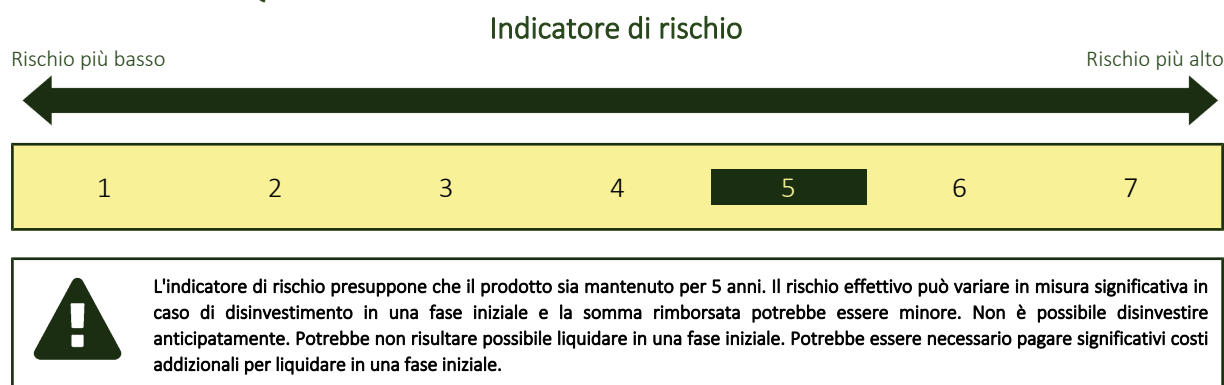 Indicatore di rischio
Rischio più basso
Rischio più alto
1 2 3 4 5 6 7
L'indicatore di rischio presuppone che il prodotto sia mantenuto per 5 anni. Il rischio effettivo può variare in misura significativa in
caso di disinvestimento in una fase iniziale e la somma rimborsata potrebbe essere minore. Non è possibile disinvestire
anticipatamente. Potrebbe non risultare possibile liquidare in una fase iniziale. Potrebbe essere necessario pagare significativi costi
addizionali per liquidare in una fase iniziale.